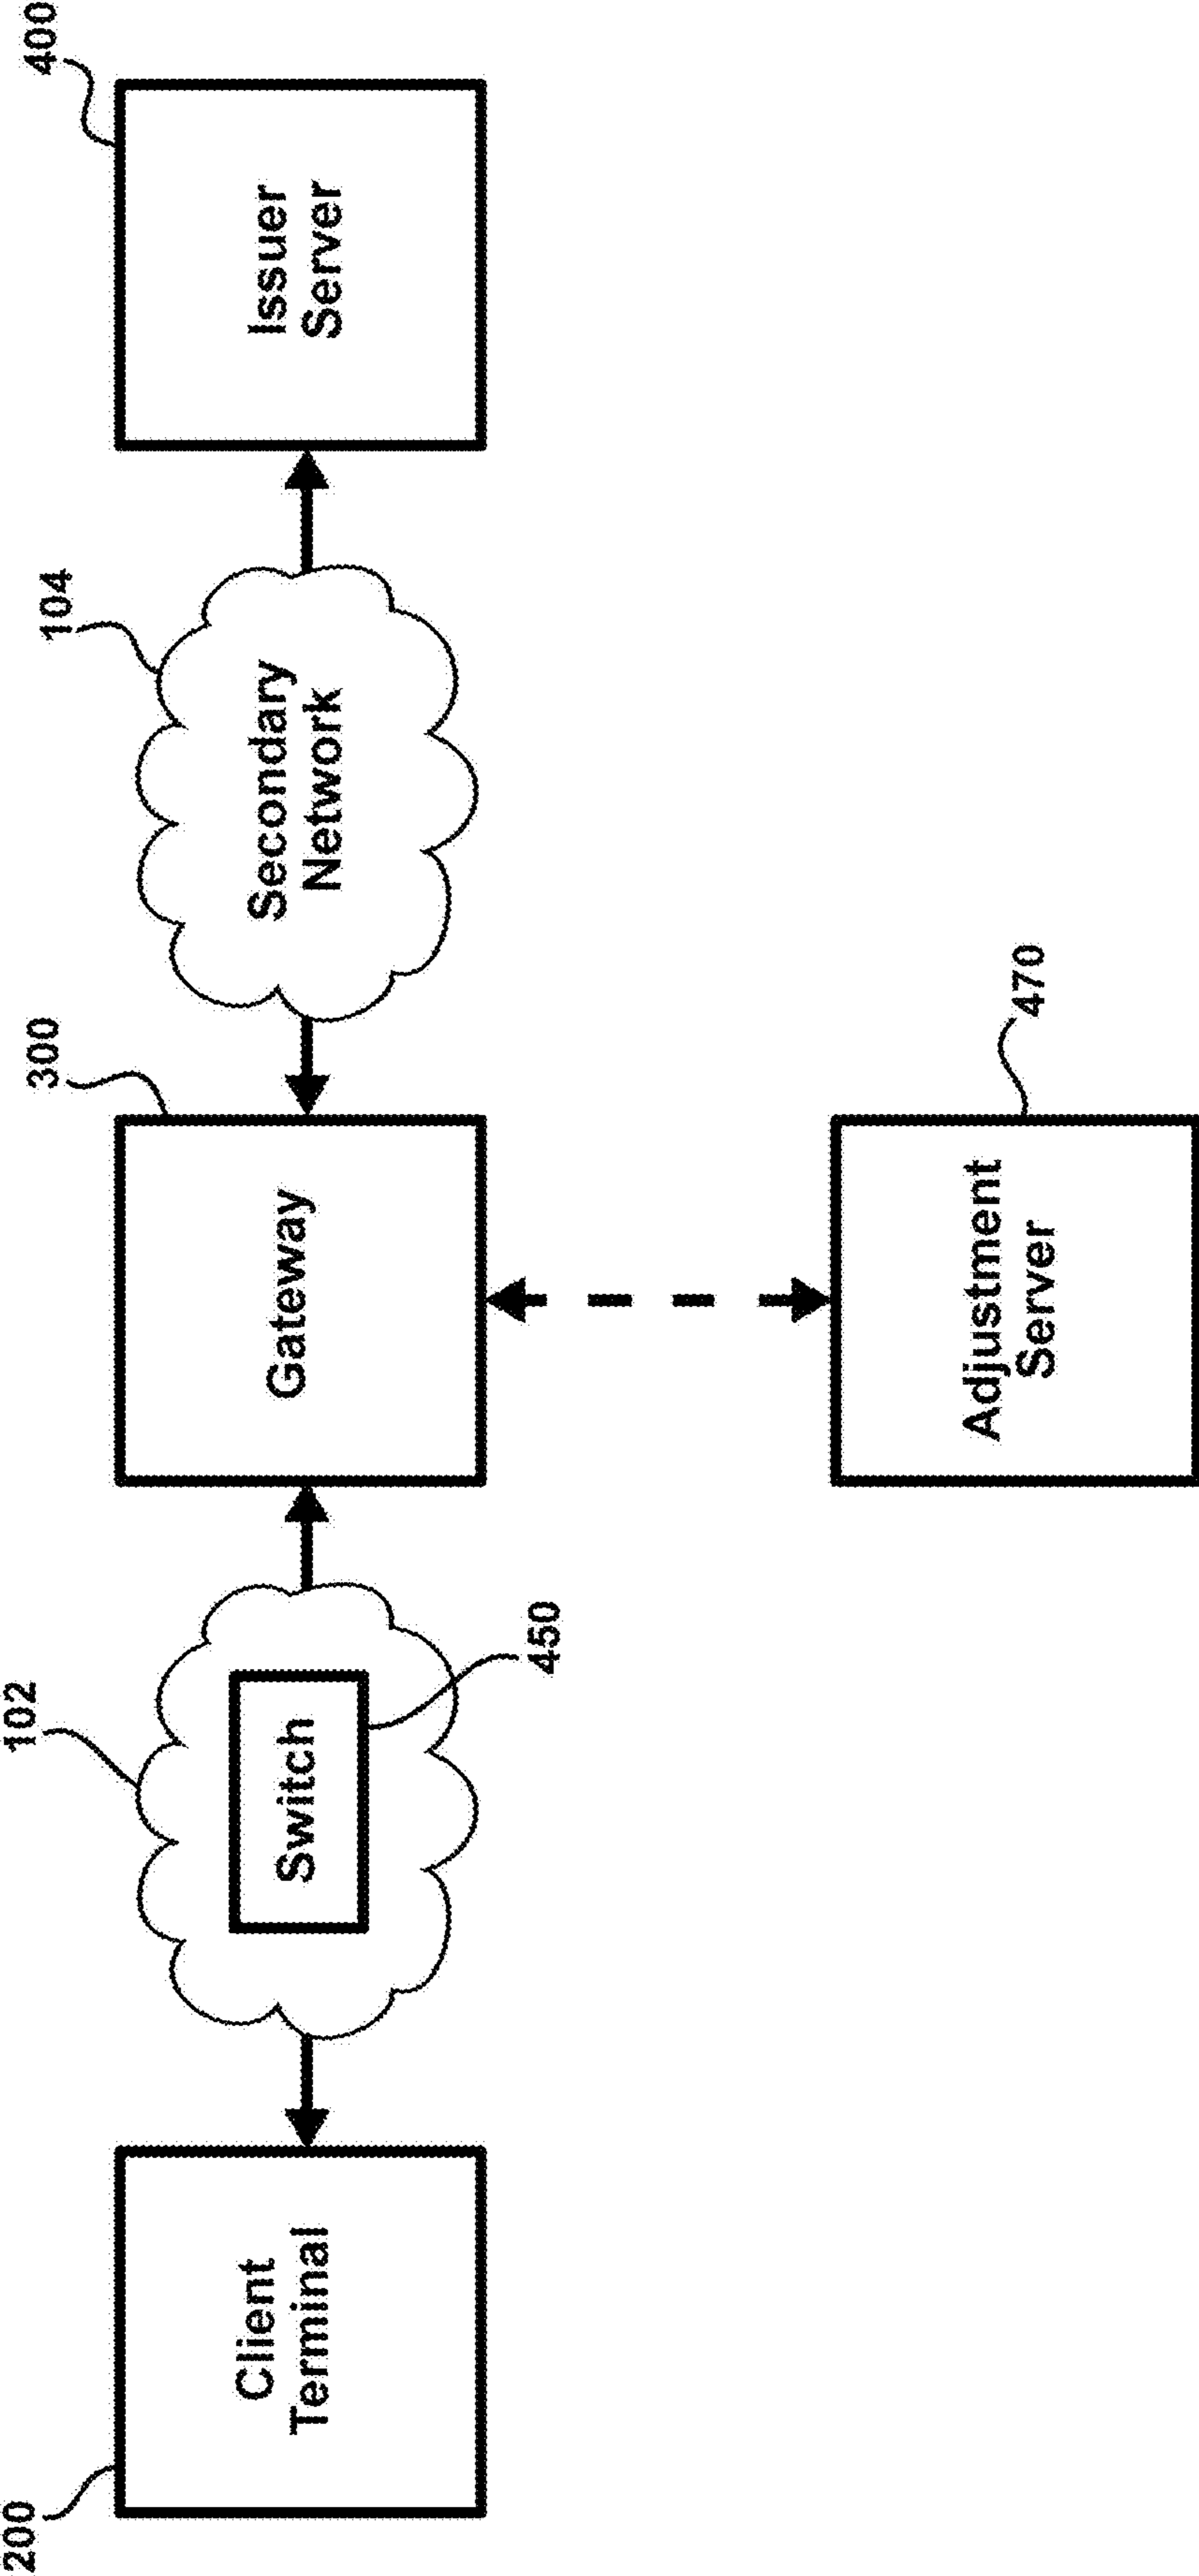 200
Client
Terminal
102
Switch
450
300
Gateway
104
Secondary
Network
400
Issuer
Server
Adjustment
Server
470